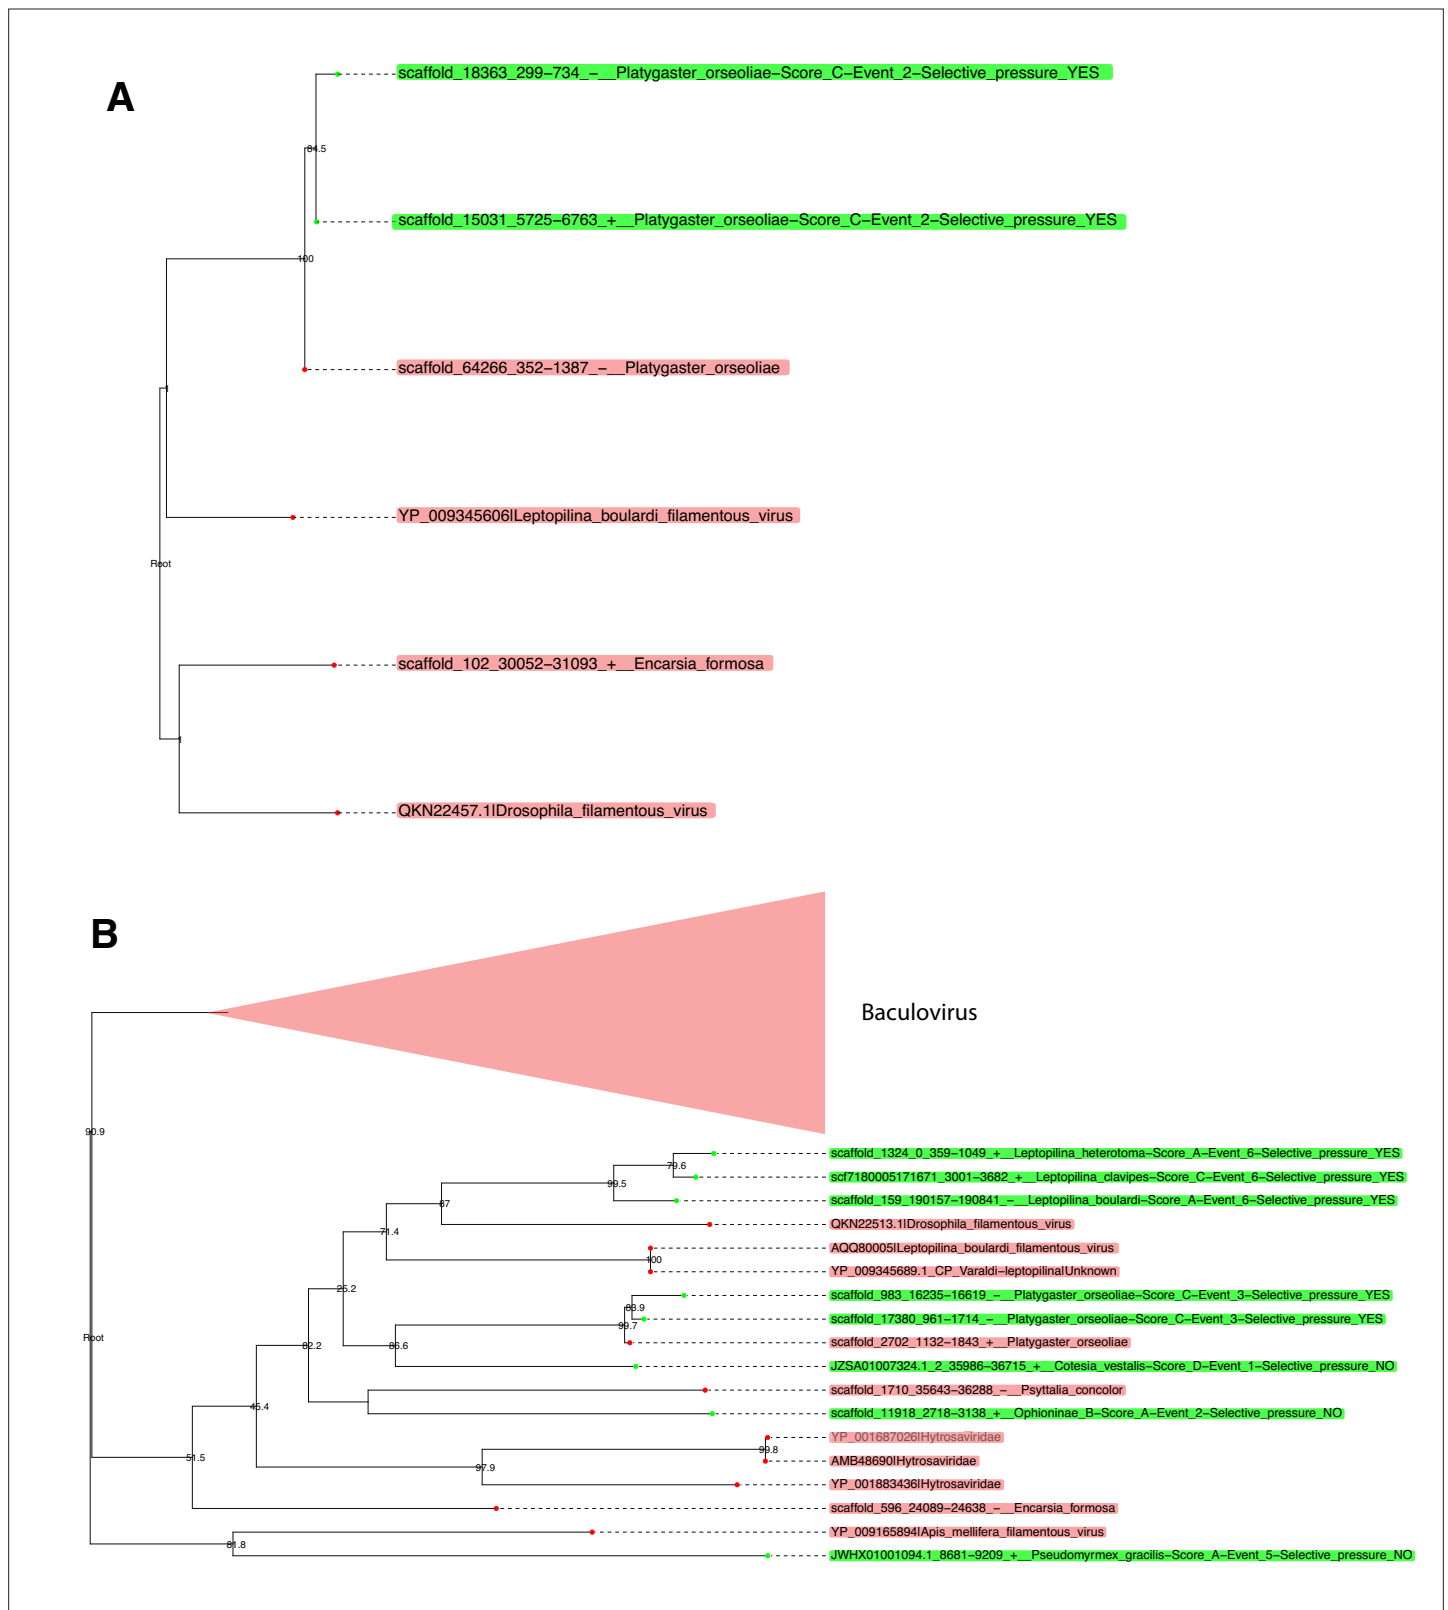 A
scaffold_18363_299−734_−__Platygaster_orseoliae−Score_C−Event_2−Selective_pressure_YES
84.5
scaffold_15031_5725−6763_+__Platygaster_orseoliae−Score_C−Event_2−Selective_pressure_YES
100
scaffold_64266_352−1387_−__Platygaster_orseoliae
1
YP_009345606|Leptopilina_boulardi_filamentous_virus
Root
scaffold_102_30052−31093_+__Encarsia_formosa
1
QKN22457.1|Drosophila_filamentous_virus
B
Baculovirus
90.9
scaffold_1324_0_359−1049_+__Leptopilina_heterotoma−Score_A−Event_6−Selective_pressure_YES
79.6
scf7180005171671_3001−3682_+__Leptopilina_clavipes−Score_C−Event_6−Selective_pressure_YES
99.5
scaffold_159_190157−190841_−__Leptopilina_boulardi−Score_A−Event_6−Selective_pressure_YES
87
QKN22513.1|Drosophila_filamentous_virus
71.4
AQQ80005|Leptopilina_boulardi_filamentous_virus
100
YP_009345689.1_CP_Varaldi−leptopilina|Unknown
25.2
scaffold_983_16235−16619_−__Platygaster_orseoliae−Score_C−Event_3−Selective_pressure_YES
83.9
scaffold_17380_961−1714_−__Platygaster_orseoliae−Score_C−Event_3−Selective_pressure_YES
99.7
Root
scaffold_2702_1132−1843_+__Platygaster_orseoliae
82.2
86.6
JZSA01007324.1_2_35986−36715_+__Cotesia_vestalis−Score_D−Event_1−Selective_pressure_NO
scaffold_1710_35643−36288_−__Psyttalia_concolor
45.4
scaffold_11918_2718−3138_+__Ophioninae_B−Score_A−Event_2−Selective_pressure_NO
YP_001687026|Hytrosaviridae
99.8
51.5
AMB48690|Hytrosaviridae
97.9
YP_001883436|Hytrosaviridae
scaffold_596_24089−24638_−__Encarsia_formosa
YP_009165894|Apis_mellifera_filamentous_virus
81.8
JWHX01001094.1_8681−9209_+__Pseudomyrmex_gracilis−Score_A−Event_5−Selective_pressure_NO